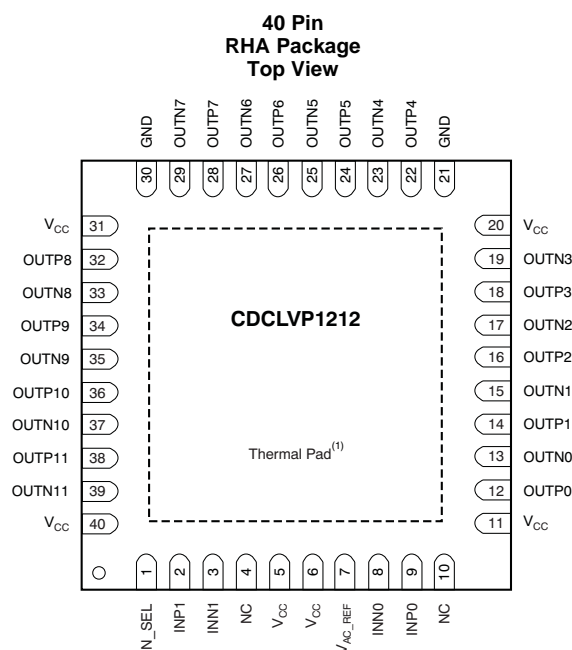 40 Pin
RHA Package
Top View
GND
OUTN7
OUTP7
OUTN6
OUTP6
OUTN5
OUTP5
OUTN4
OUTP4
GND
30
29
28
27
26
25
24
23
22
21
VCC 31
OUTP8 32
OUTN8 33
OUTP9 34
OUTN9 35
OUTP10 36
OUTN10 37
OUTP11 38
OUTN11 39
VCC 40
CDCLVP1212
Thermal Pad(1)
20 VCC
19 OUTN3
18 OUTP3
17 OUTN2
16 OUTP2
15 OUTN1
14 OUTP1
13 OUTN0
12 OUTP0
11 VCC
1
2
3
4
5
6
7
8
9
10
N_SEL
INP1
INN1
NC
VCC
VCC
VAC_REF
INN0
INP0
NC